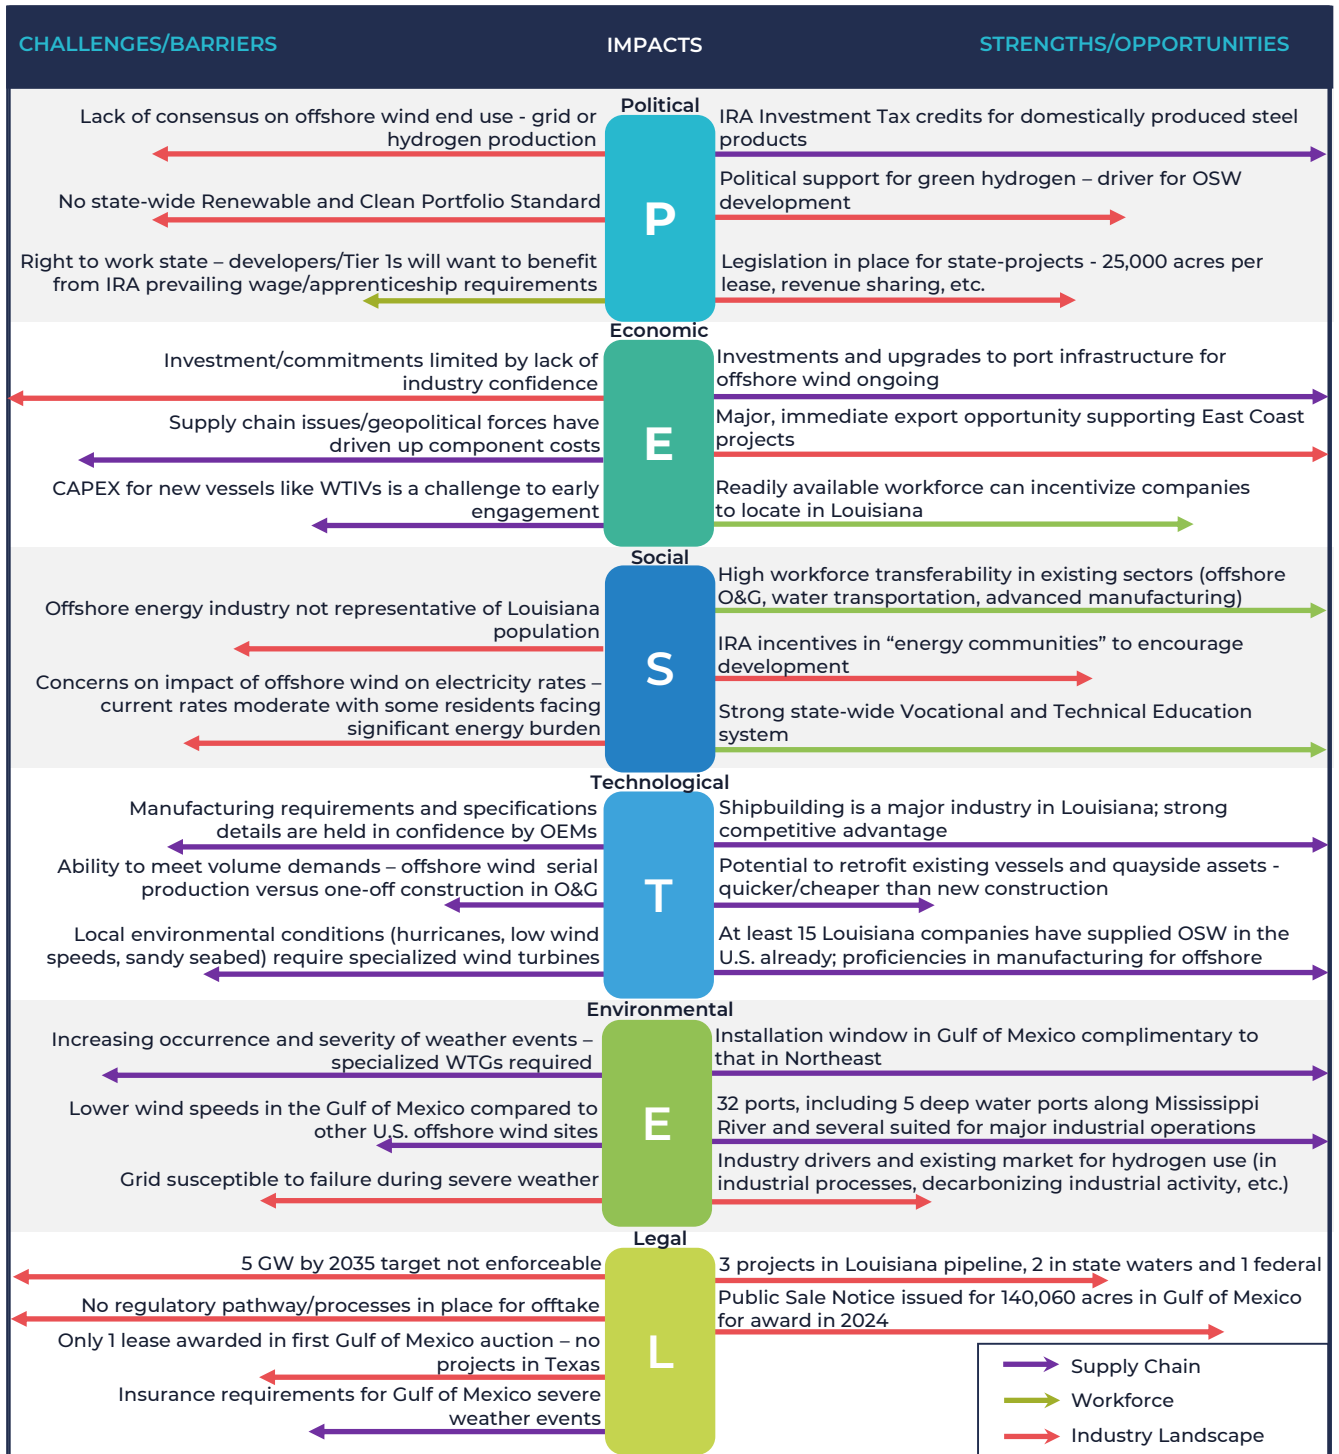 CHALLENGES/BARRIERS
IMPACTS
STRENGTHS/OPPORTUNITIES
Political
Lack of consensus on offshore wind end use - grid or
hydrogen production
No state-wide Renewable and Clean Portfolio Standard
Right to work state – developers/Tier 1s will want to benefit
from IRA prevailing wage/apprenticeship requirements
P
IRA Investment Tax credits for domestically produced steel
products
Political support for green hydrogen – driver for OSW
development
Legislation in place for state-projects - 25,000 acres per
lease, revenue sharing, etc.
Economic
Investment/commitments limited by lack of
industry confidence
Supply chain issues/geopolitical forces have
driven up component costs
CAPEX for new vessels like WTIVs is a challenge to early
engagement
E
Investments and upgrades to port infrastructure for
offshore wind ongoing
Major, immediate export opportunity supporting East Coast
projects
Readily available workforce can incentivize companies
to locate in Louisiana
Social
Offshore energy industry not representative of Louisiana
population
Concerns on impact of offshore wind on electricity rates –
current rates moderate with some residents facing
significant energy burden
S
High workforce transferability in existing sectors (offshore
O&G, water transportation, advanced manufacturing)
IRA incentives in “energy communities” to encourage
development
Strong state-wide Vocational and Technical Education
system
Technological
Manufacturing requirements and specifications
details are held in confidence by OEMs
Ability to meet volume demands – offshore wind serial
production versus one-off construction in O&G
Local environmental conditions (hurricanes, low wind
speeds, sandy seabed) require specialized wind turbines
T
Shipbuilding is a major industry in Louisiana; strong
competitive advantage
Potential to retrofit existing vessels and quayside assets -
quicker/cheaper than new construction
At least 15 Louisiana companies have supplied OSW in the
U.S. already; proficiencies in manufacturing for offshore
Environmental
Increasing occurrence and severity of weather events –
specialized WTGs required
Lower wind speeds in the Gulf of Mexico compared to
other U.S. offshore wind sites
Grid susceptible to failure during severe weather
E
Installation window in Gulf of Mexico complimentary to
that in Northeast
32 ports, including 5 deep water ports along Mississippi
River and several suited for major industrial operations
Industry drivers and existing market for hydrogen use (in
industrial processes, decarbonizing industrial activity, etc.)
Legal
5 GW by 2035 target not enforceable
No regulatory pathway/processes in place for offtake
Only 1 lease awarded in first Gulf of Mexico auction – no
projects in Texas
Insurance requirements for Gulf of Mexico severe
weather events
L
3 projects in Louisiana pipeline, 2 in state waters and 1 federal
Public Sale Notice issued for 140,060 acres in Gulf of Mexico
for award in 2024
Supply Chain
Workforce
Industry Landscape